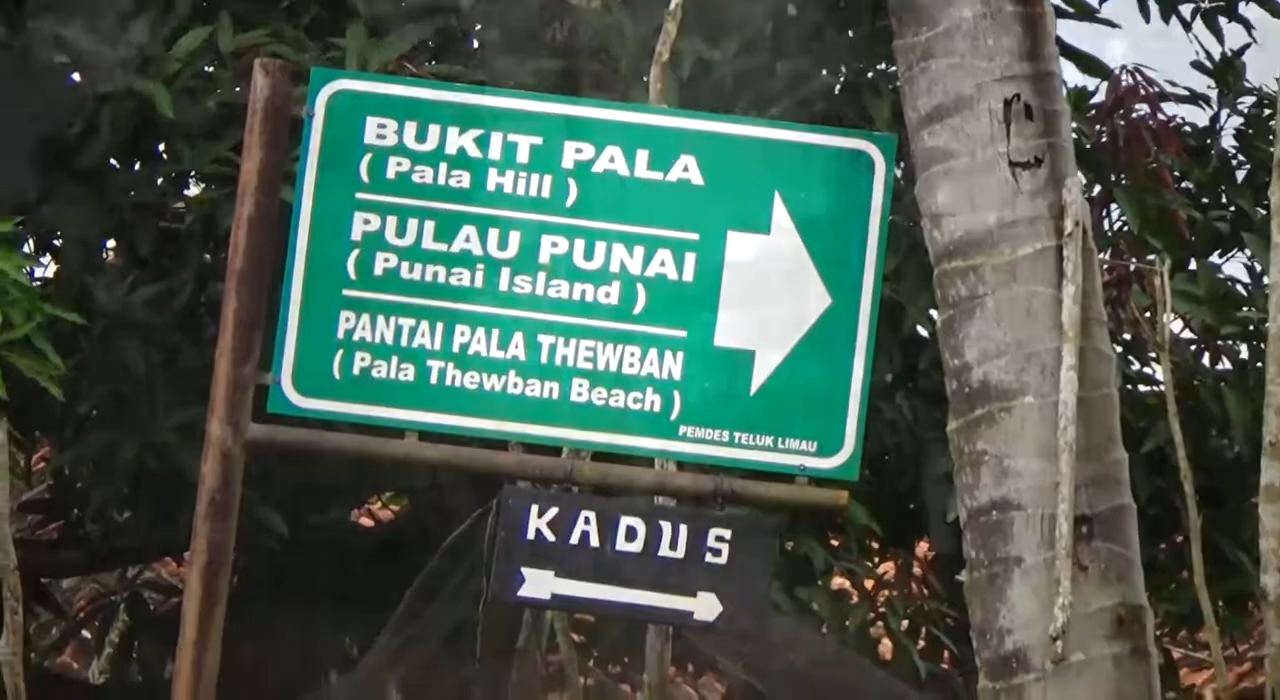 BUKIT PALA
( Pala Hill )
PULAU PUNAI
( Punai Island )
PANTAI PALA THEWBAN
( Pala Thewban Beach )
PEMDES TELUK LIMAU
KADUS